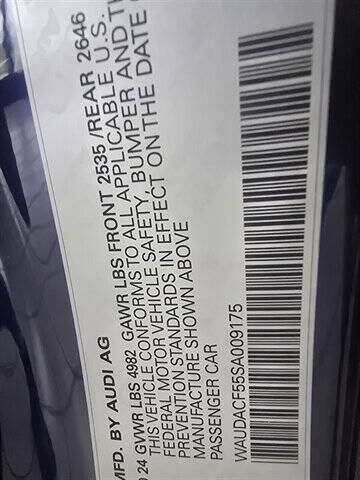 MFD. BY AUDI AG
24 GVWR LBS 4982 GAWR LBS FRONT 2535 /REAR 2646
THIS VEHICLE CONFORMS TO ALL APPLICABLE U.S.
FEDERAL MOTOR VEHICLE SAFETY, BUMPER AND
PREVENTION STANDARDS IN EFFECT ON THE DATE
MANUFACTURE SHOWN ABOVE
PASSENGER CAR
WAUDACF55SA009175